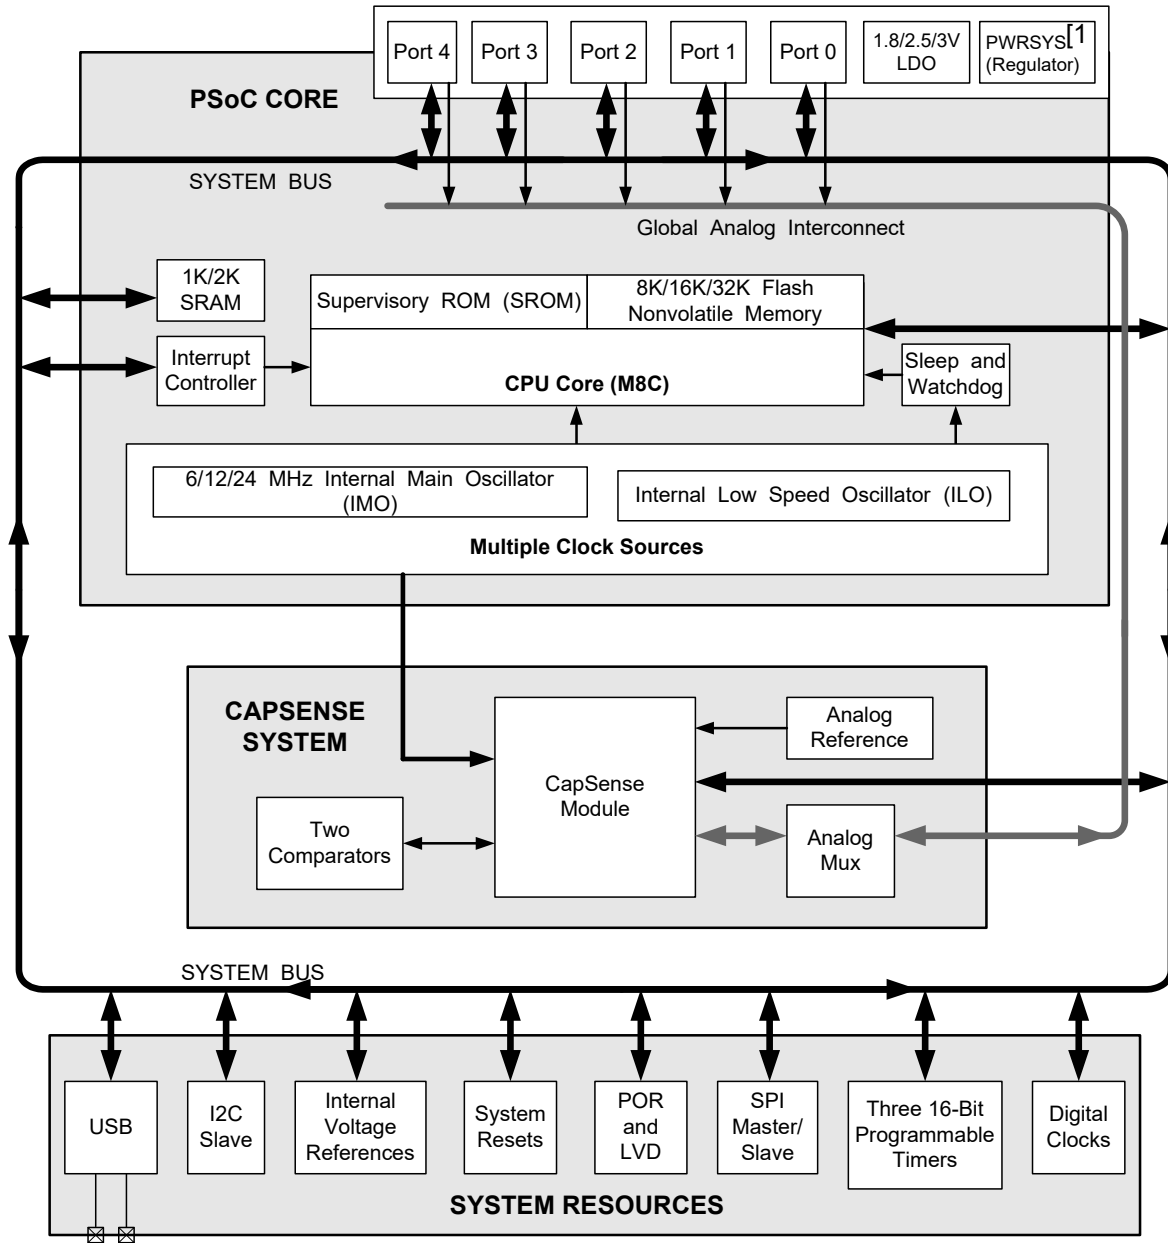 Port 4
Port 3
Port 2
Port 1
Port 0
1.8/2.5/3V
LDO
PWRSYS[1
(Regulator)
PSoC CORE
SYSTEM BUS
Global Analog Interconnect
1K/2K
SRAM
Supervisory ROM (SROM)
8K/16K/32K Flash
Nonvolatile Memory
Interrupt
Controller
CPU Core (M8C)
Sleep and
Watchdog
6/12/24 MHz Internal Main Oscillator
(IMO)
Internal Low Speed Oscillator (ILO)
Multiple Clock Sources
CAPSENSE
SYSTEM
Analog
Reference
CapSense
Module
Two
Comparators
Analog
Mux
SYSTEM BUS
USB
I2C
Slave
Internal
Voltage
References
System
Resets
POR
and
LVD
SPI
Master/
Slave
Three 16-Bit
Programmable
Timers
Digital
Clocks
SYSTEM RESOURCES